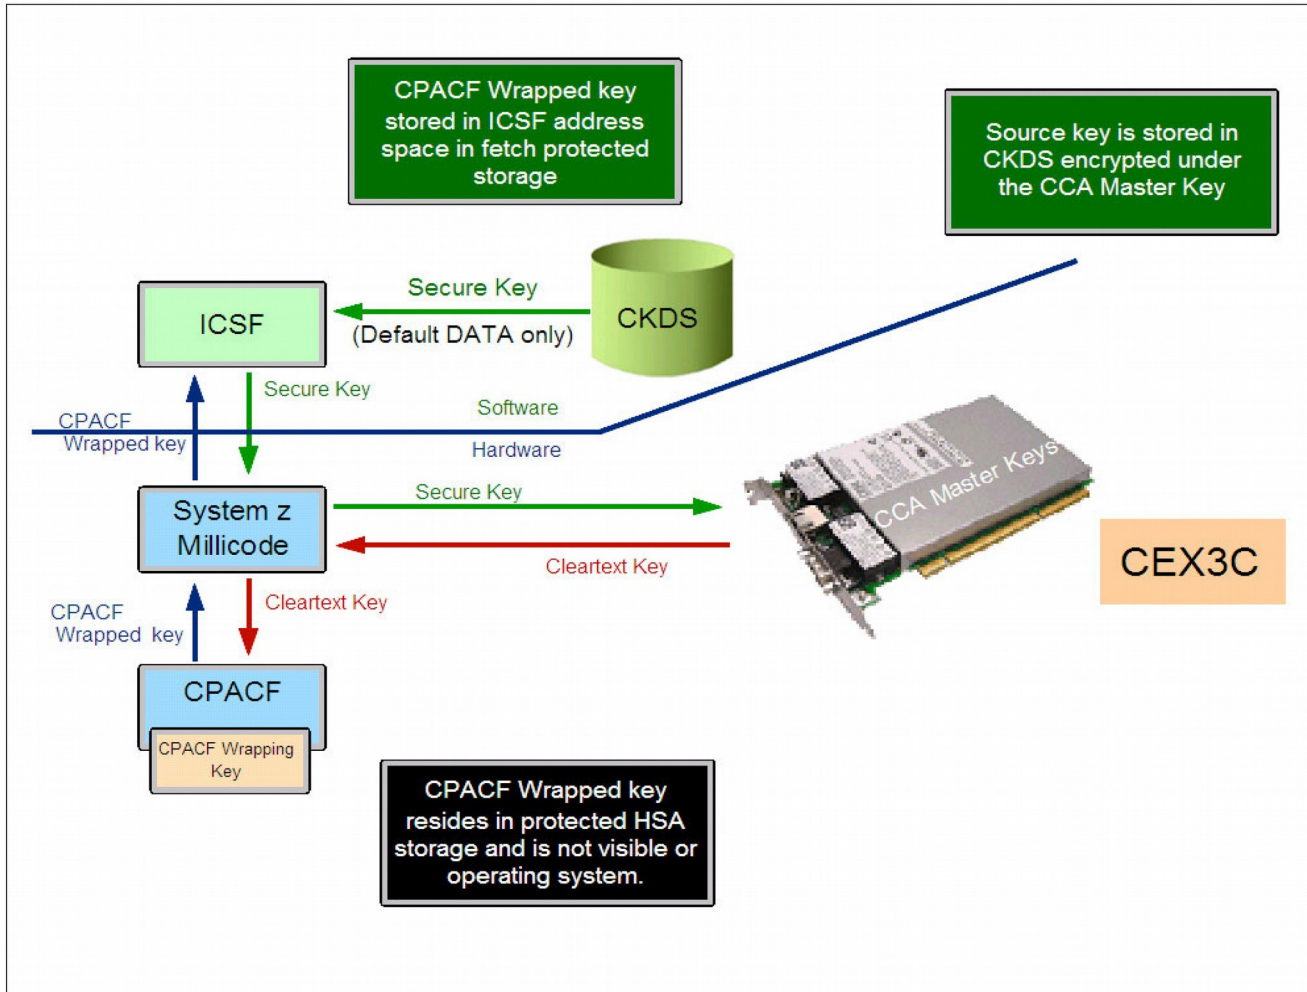 CPACF Wrapped key
stored in ICSF address
space in fetch protected
storage
Source key is stored in
CKDS encrypted under
the CCA Master Key
ICSF
Secure Key
(Default DATA only)
CKDS
Secure Key
CPACF
Wrapped key
Software
Hardware
System z
Millicode
Secure Key
Cleartext Key
CCA Master Keys
CEX3C
CPACF
Wrapped key
Cleartext Key
CPACF
CPACF Wrapping
Key
CPACF Wrapped key
resides in protected HSA
storage and is not visible or
operating system.